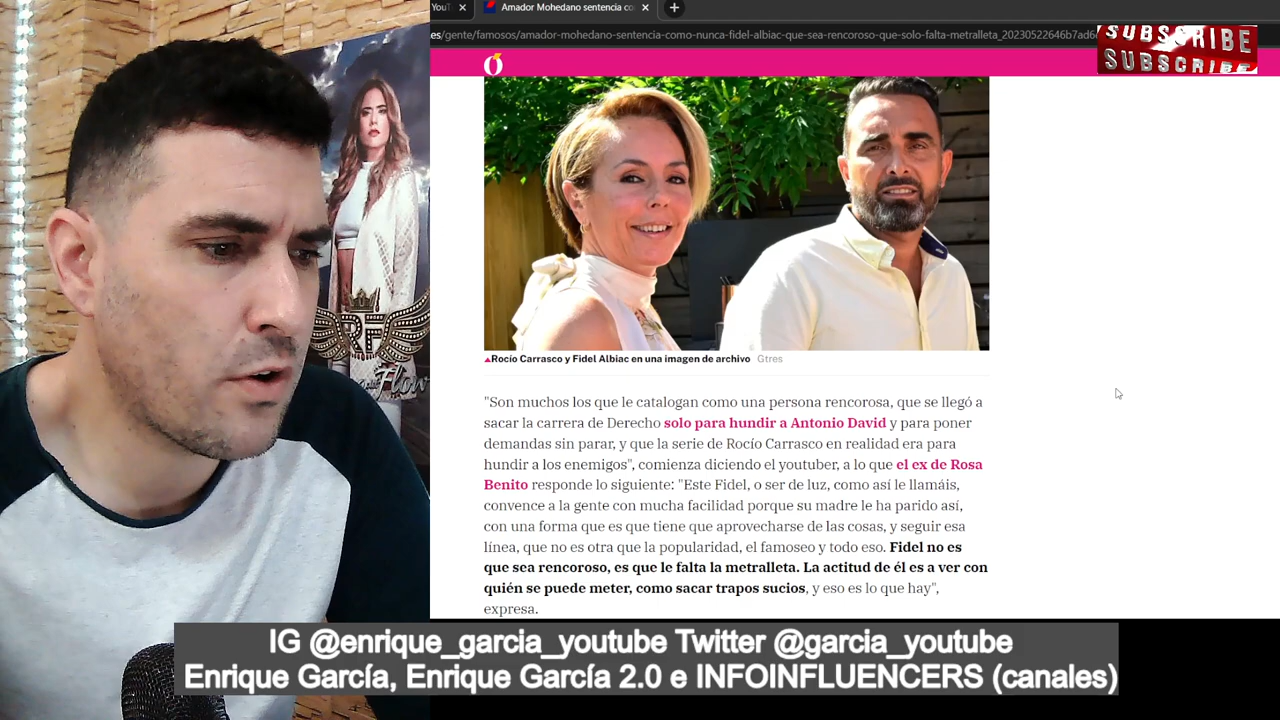 YouT
Amador Mohedano sentencia co
es/gente/famosos/amador-mohedano-sentencia-como-nunca-fidel-albiac-que-sea-rencoroso-que-solo-falta-metralleta_20230522646b7ad6
SUBSCRIBE
SUBSCRIBE
Rocío Carrasco y Fidel Albiac en una imagen de archivo Gtres
"Son muchos los que le catalogan como una persona rencorosa, que se llegó a
sacar la carrera de Derecho solo para hundir a Antonio David y para poner
demandas sin parar, y que la serie de Rocío Carrasco en realidad era para
hundir a los enemigos", comienza diciendo el youtuber, a lo que el ex de Rosa
Benito responde lo siguiente: "Este Fidel, o ser de luz, como así le llamáis,
convence a la gente con mucha facilidad porque su madre le ha parido así,
con una forma que es que tiene que aprovecharse de las cosas, y seguir esa
línea, que no es otra que la popularidad, el famoseo y todo eso. Fidel no es
que sea rencoroso, es que le falta la metralleta. La actitud de él es a ver con
quién se puede meter, como sacar trapos sucios, y eso es lo que hay",
expresa.
RF
Flow
IG @enrique_garcia_youtube Twitter @garcia_youtube
Enrique García, Enrique García 2.0 e INFOINFLUENCERS (canales)